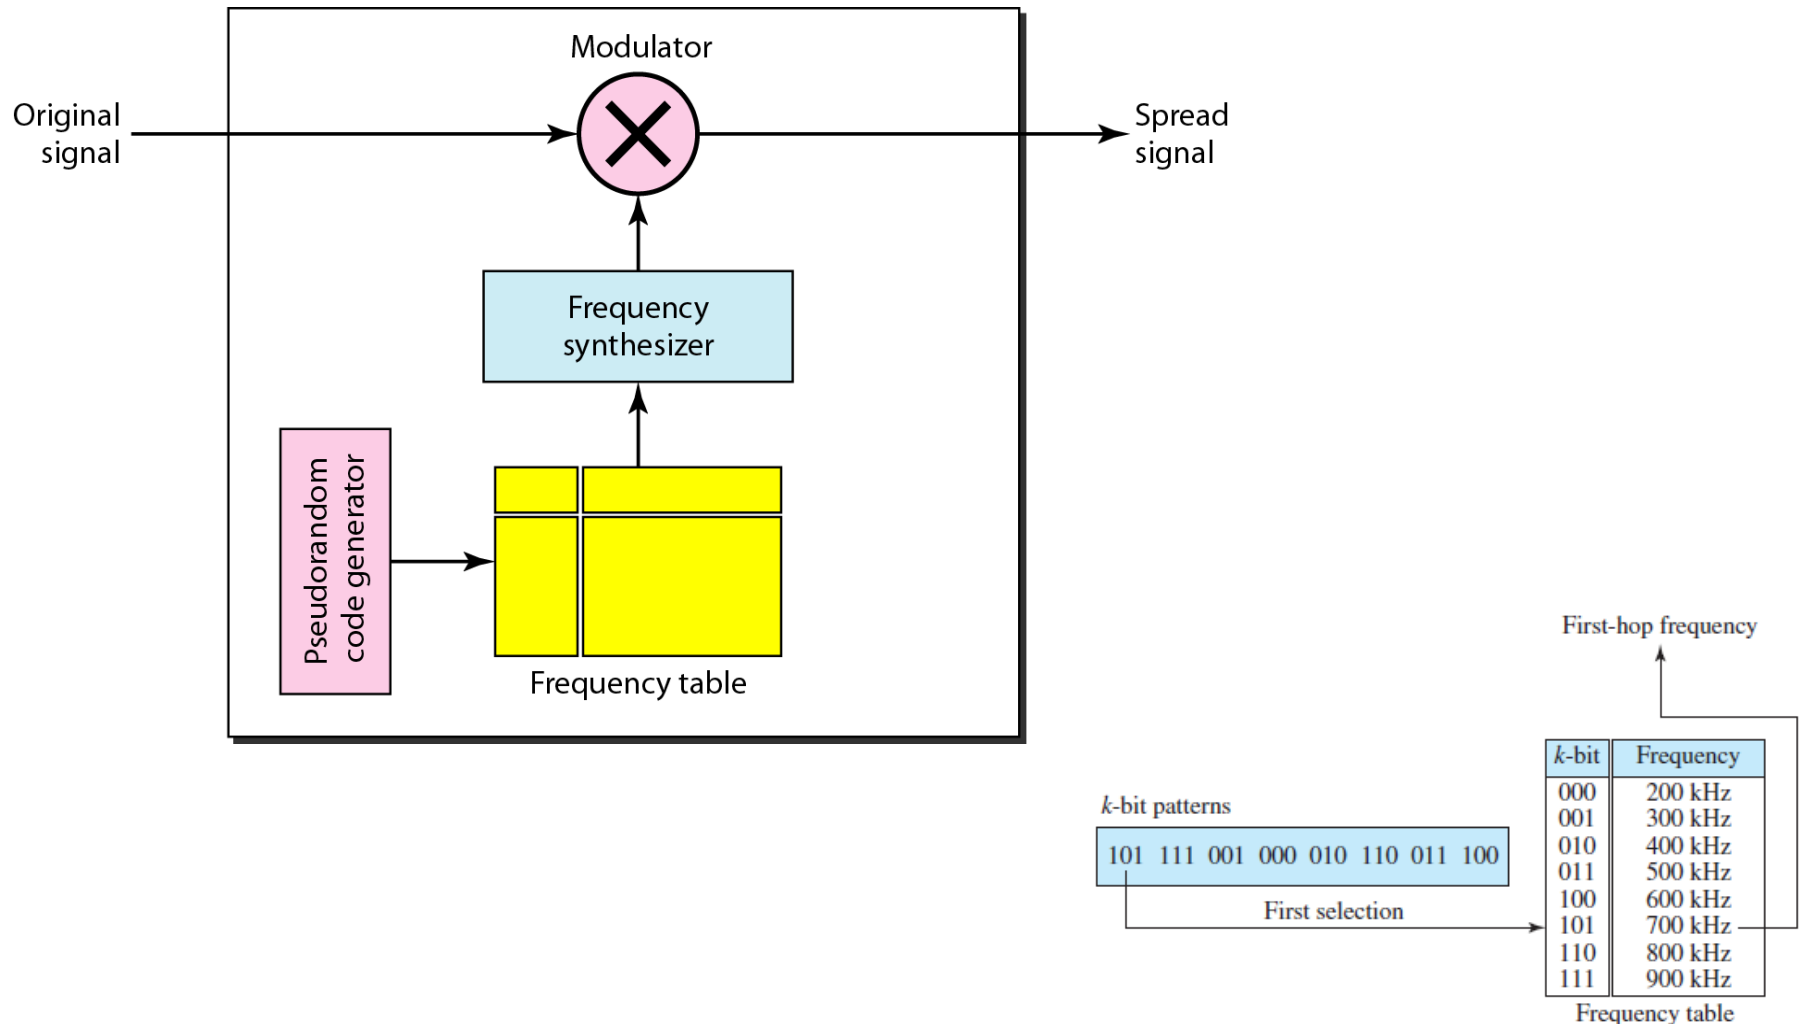 Modulator
Original
signal
Spread
signal
Frequency
synthesizer
Pseudorandom
code generator
Frequency table
First-hop frequency
k-bit patterns
101 111 001 000 010 110 011 100
First selection
k-bit Frequency
000 200 kHz
001 300 kHz
010 400 kHz
011 500 kHz
100 600 kHz
101 700 kHz
110 800 kHz
111 900 kHz
Frequency table